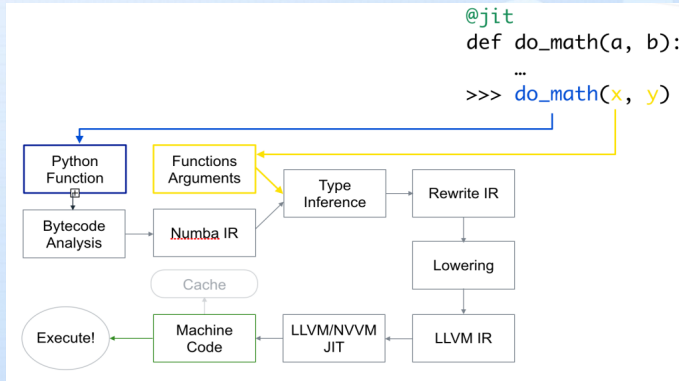 @jit
def do_math(a, b):
…
>>> do_math(x, y)
Python
Function
Functions
Arguments
Type
Inference
Rewrite IR
Bytecode
Analysis
Numba IR
Lowering
Cache
Execute!
Machine
Code
LLVM/NVVM
JIT
LLVM IR